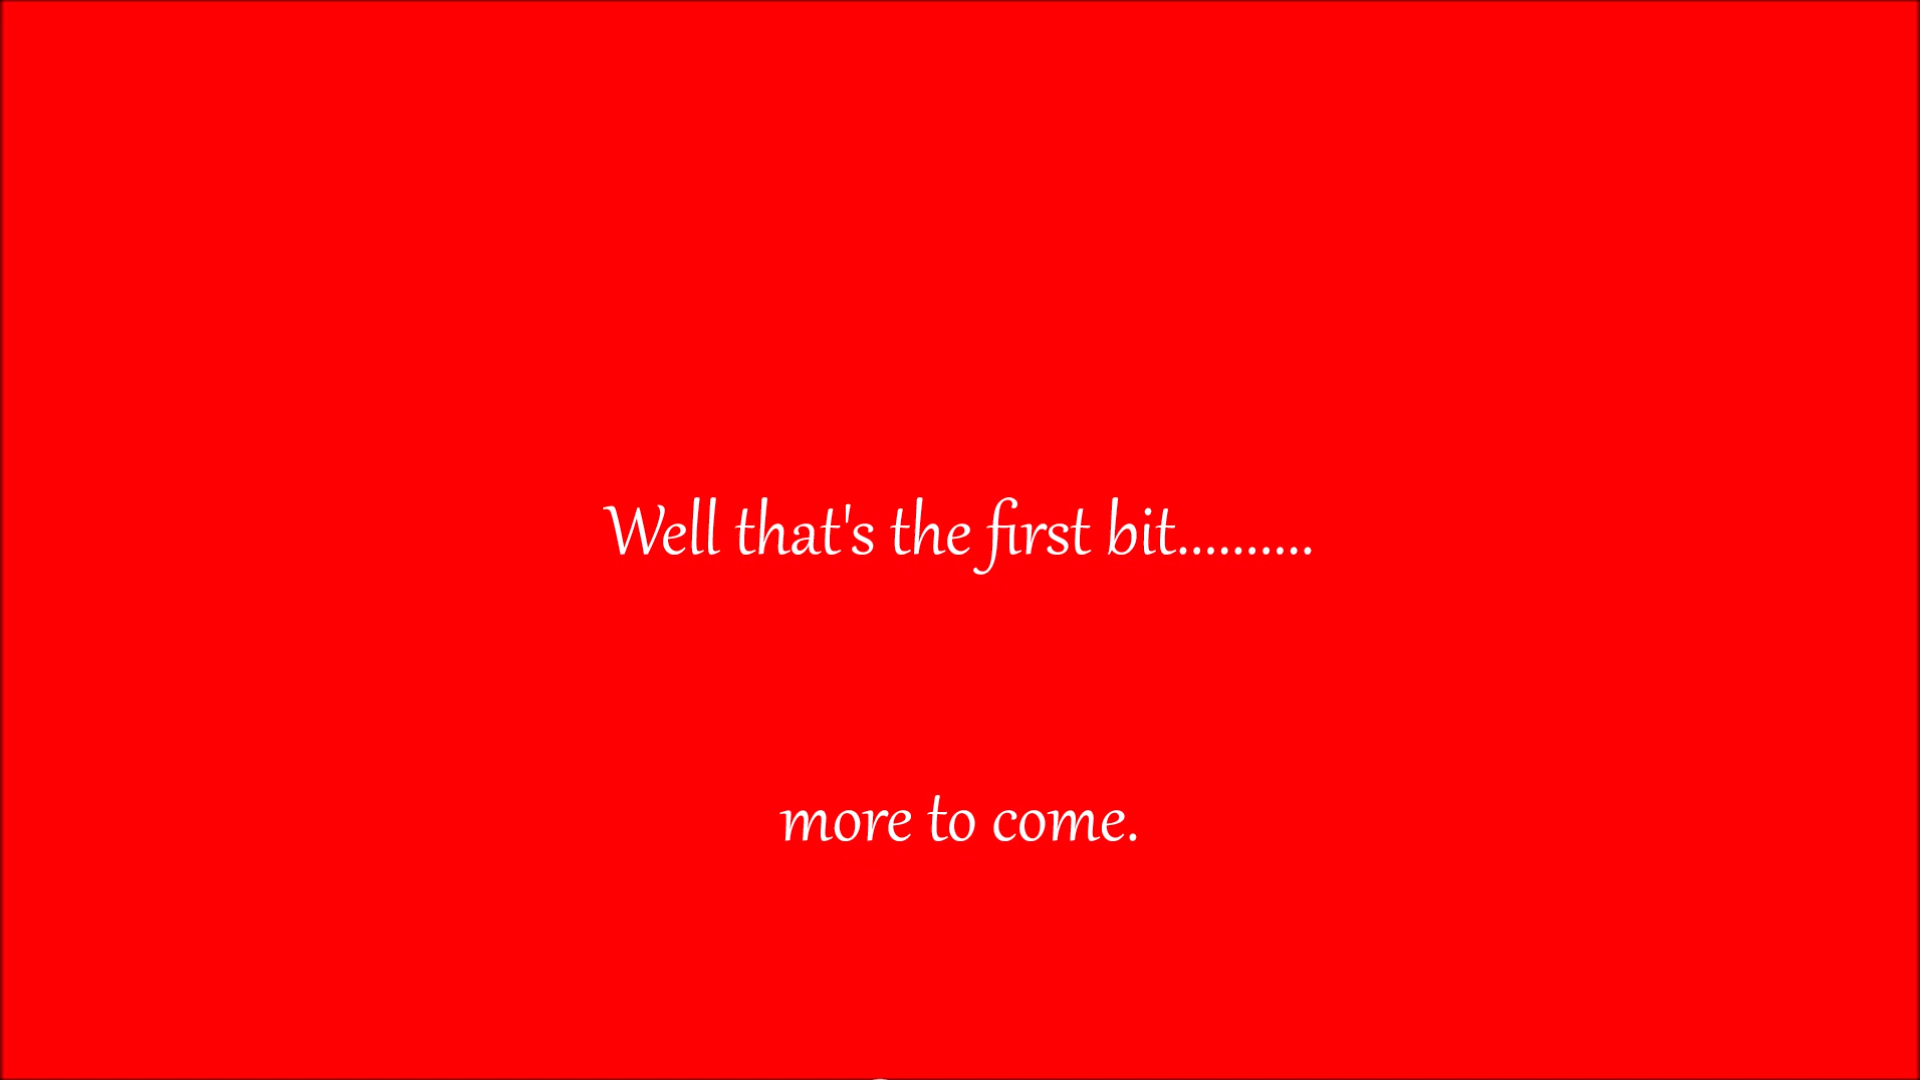 Well that's the first bit..........
more to come.